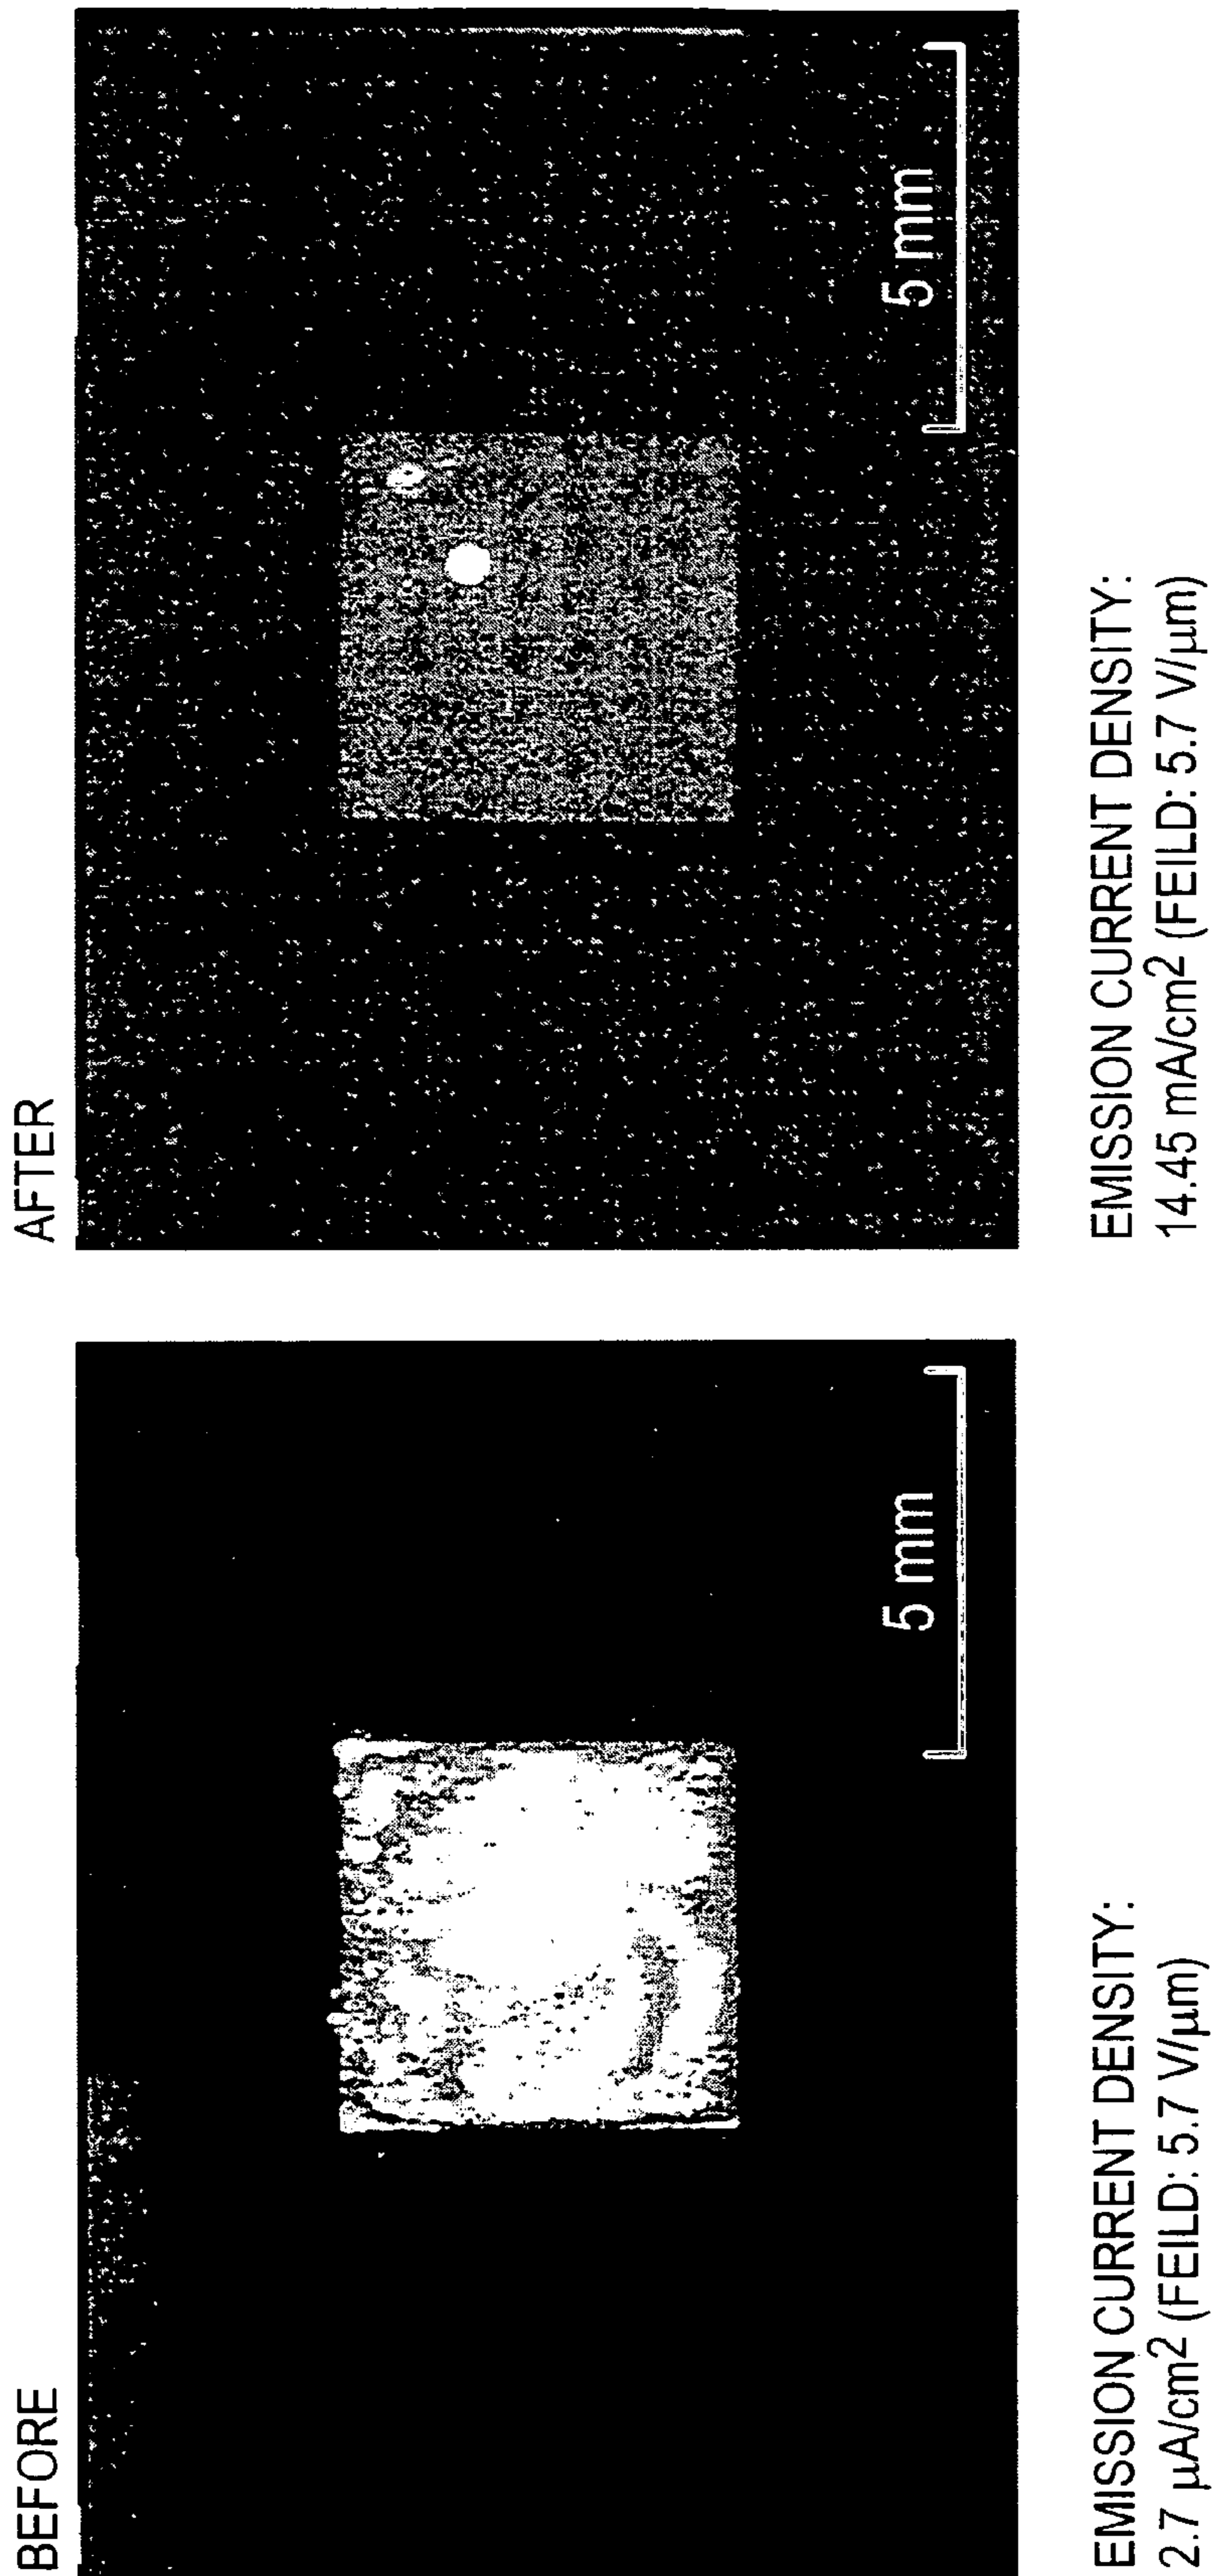 BEFORE
5 mm
EMISSION CURRENT DENSITY:
2.7 µA/cm² (FEILD: 5.7 V/µm)
AFTER
5 mm
EMISSION CURRENT DENSITY:
14.45 mA/cm² (FEILD: 5.7 V/µm)